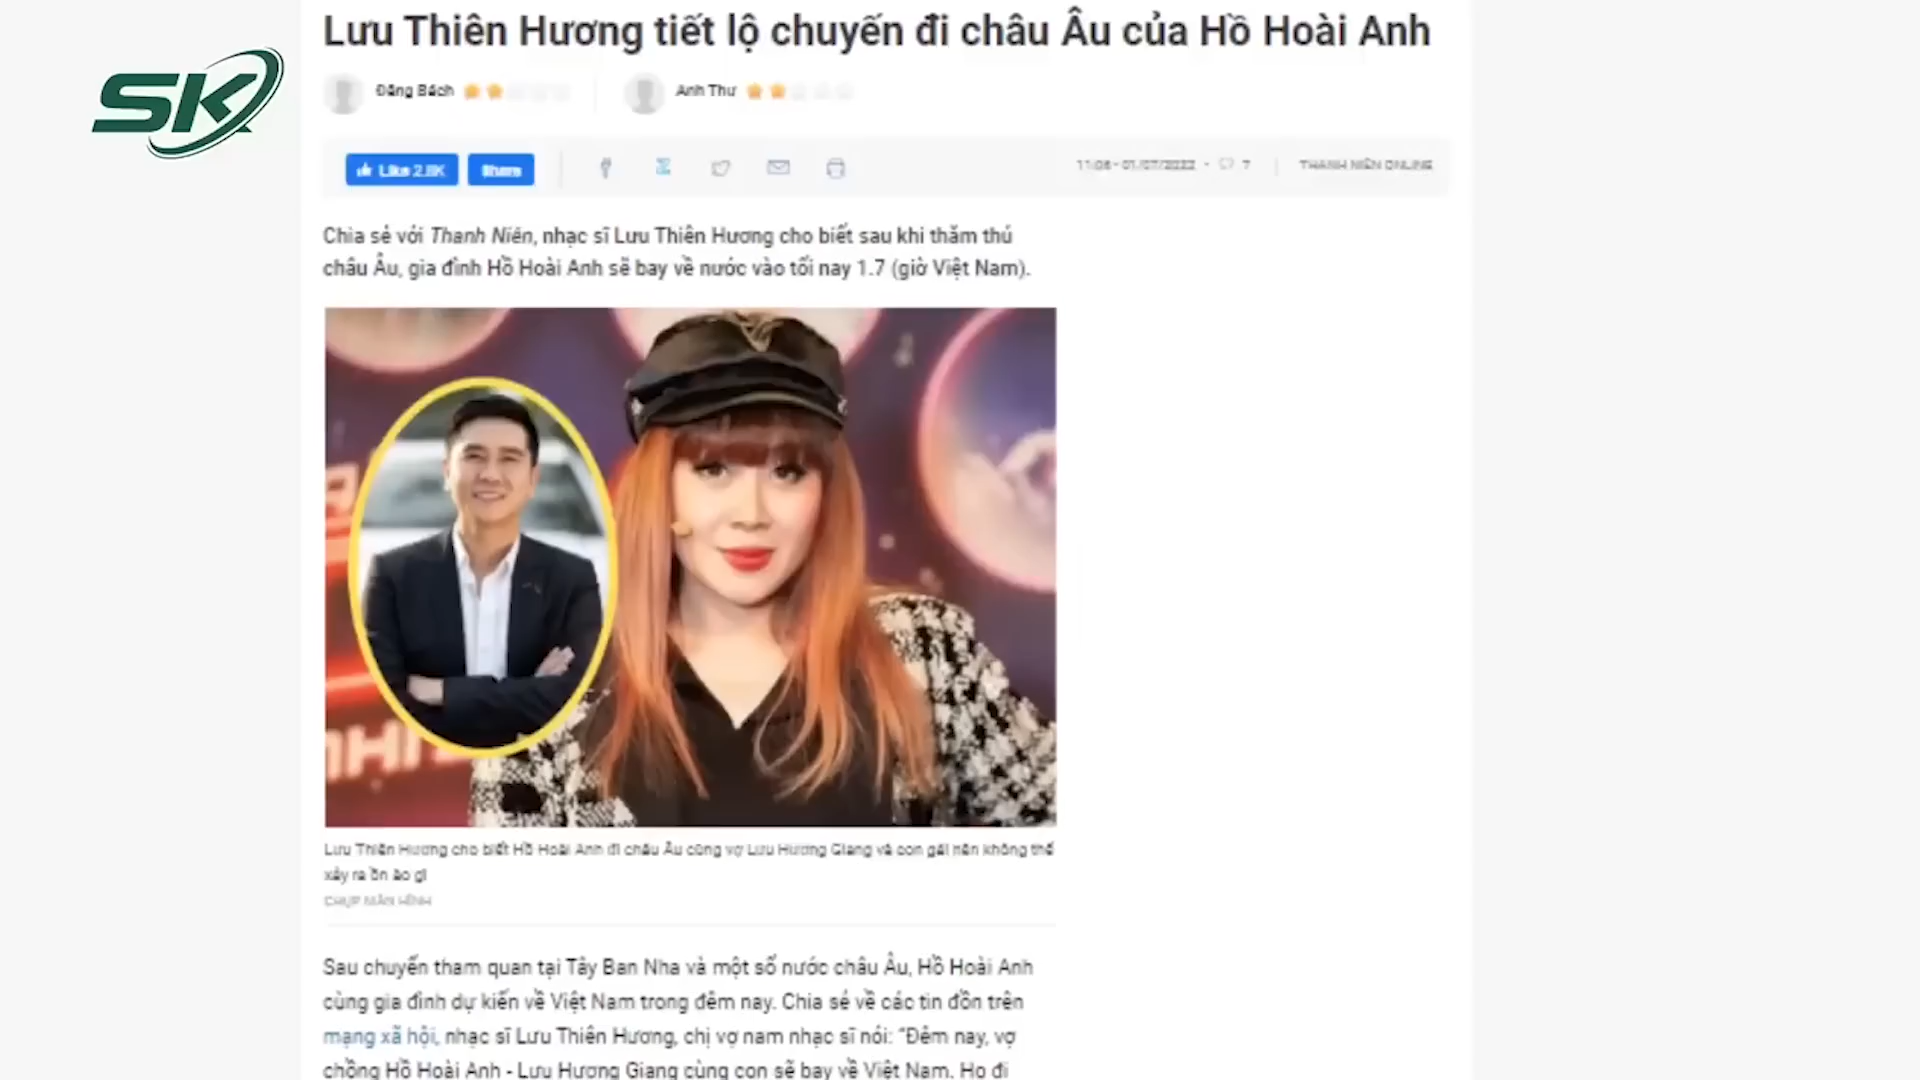 SK
Lưu Thiên Hương tiết lộ chuyến đi châu Âu của Hồ Hoài Anh
Đăng Bách
Anh Thư
Like 2.8K
Share
11:08 - 01/07/2022
7
THANH NIÊN ONLINE
Chia sẻ với Thanh Niên, nhạc sĩ Lưu Thiên Hương cho biết sau khi thăm thú
châu Âu, gia đình Hồ Hoài Anh sẽ bay về nước vào tối nay 1.7 (giờ Việt Nam).
Lưu Thiên Hương cho biết Hồ Hoài Anh đi châu Âu cùng vợ Lưu Hương Giang và con gái nên không thể
xảy ra ồn ào gì
CHỤP MÀN HÌNH
Sau chuyến tham quan tại Tây Ban Nha và một số nước châu Âu, Hồ Hoài Anh
cùng gia đình dự kiến về Việt Nam trong đêm nay. Chia sẻ về các tin đồn trên
mạng xã hội, nhạc sĩ Lưu Thiên Hương, chị vợ nam nhạc sĩ nói: “Đêm nay, vợ
chồng Hồ Hoài Anh - Lưu Hương Giang cùng con sẽ bay về Việt Nam. Họ đi